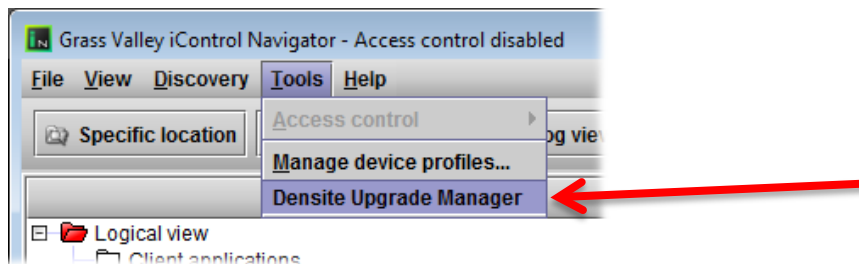 Grass Valley iControl Navigator - Access control disabled
File View Discovery Tools Help
Specific location
Access control
og vie
Manage device profiles...
Densite Upgrade Manager
Logical view
Client applications